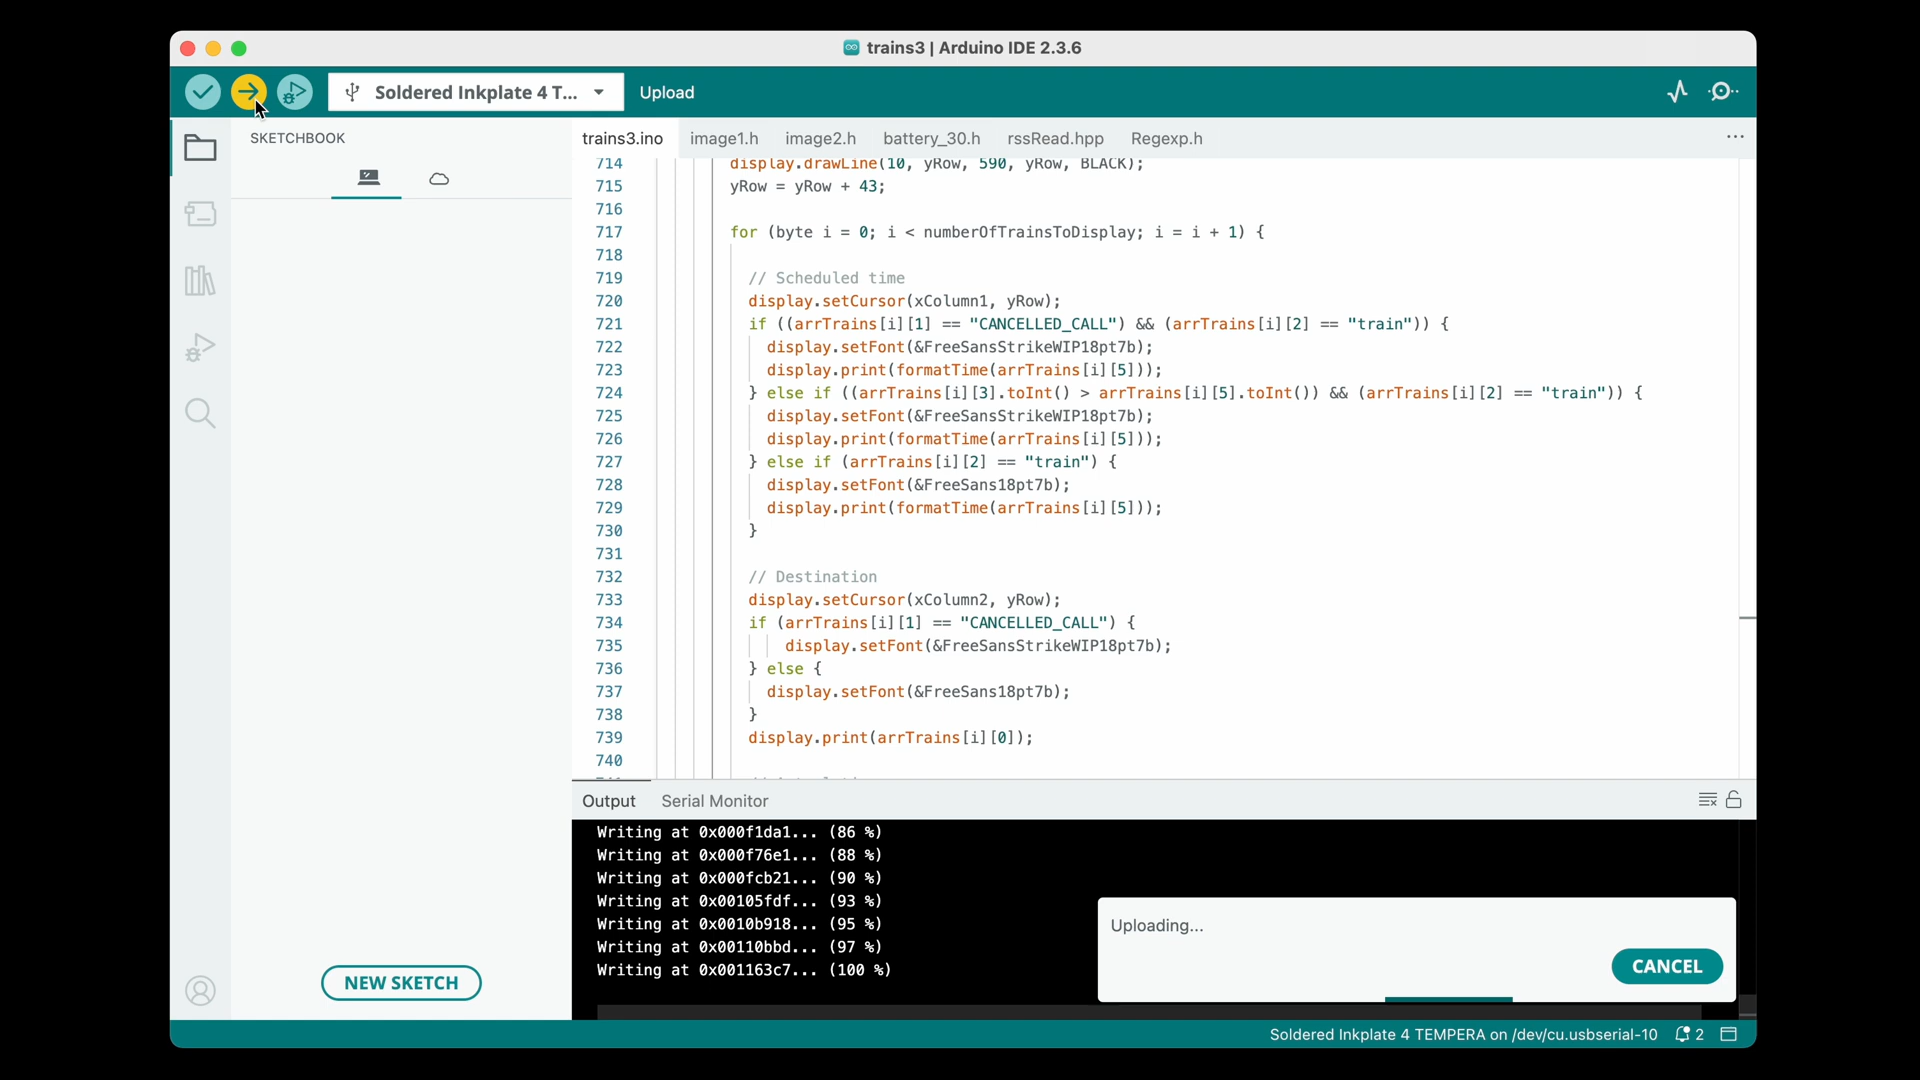 trains3 | Arduino IDE 2.3.6
Soldered Inkplate 4 T...
Upload
SKETCHBOOK
trains3.ino image1.h image2.h battery_30.h rssRead.hpp Regexp.h ...
714 display.drawLine(10, yRow, 590, yRow, BLACK);
715 yRow = yRow + 43;
716
717 for (byte i = 0; i < numberOfTrainsToDisplay; i = i + 1) {
718
719 // Scheduled time
720 display.setCursor(xColumn1, yRow);
721 if ((arrTrains[i][1] == "CANCELLED_CALL") && (arrTrains[i][2] == "train")) {
722 display.setFont(&FreeSansStrikeWIP18pt7b);
723 display.print(formatTime(arrTrains[i][5]));
724 } else if ((arrTrains[i][3].toInt() > arrTrains[i][5].toInt()) && (arrTrains[i][2] == "train")) {
725 display.setFont(&FreeSansStrikeWIP18pt7b);
726 display.print(formatTime(arrTrains[i][5]));
727 } else if (arrTrains[i][2] == "train") {
728 display.setFont(&FreeSans18pt7b);
729 display.print(formatTime(arrTrains[i][5]));
730 }
731
732 // Destination
733 display.setCursor(xColumn2, yRow);
734 if (arrTrains[i][1] == "CANCELLED_CALL") {
735 display.setFont(&FreeSansStrikeWIP18pt7b);
736 } else {
737 display.setFont(&FreeSans18pt7b);
738 }
739 display.print(arrTrains[i][0]);
740
Output Serial Monitor
Writing at 0x000f1da1... (86 %)
Writing at 0x000f76e1... (88 %)
Writing at 0x000fcb21... (90 %)
Writing at 0x00105fdf... (93 %)
Writing at 0x0010b918... (95 %)
Writing at 0x00110bbd... (97 %)
Writing at 0x001163c7... (100 %)
Uploading...
CANCEL
NEW SKETCH
Soldered Inkplate 4 TEMPERA on /dev/cu.usbserial-10 2